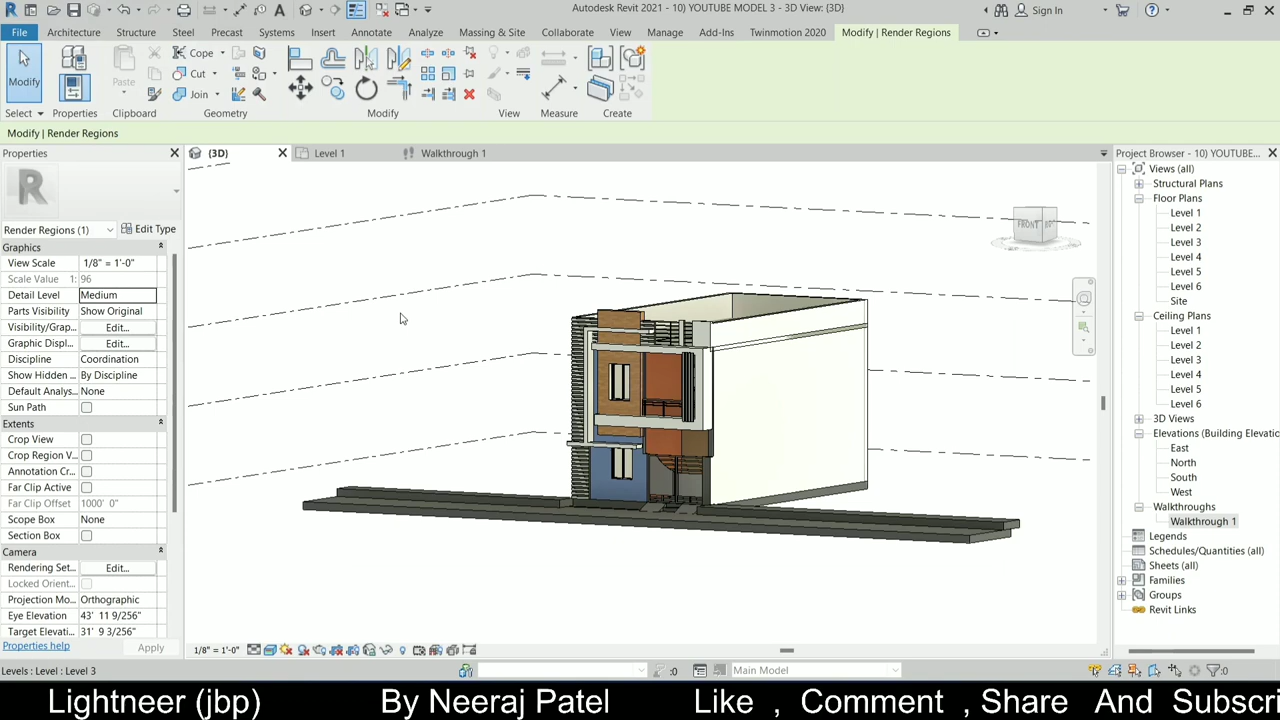 Autodesk Revit 2021 - 10) YOUTUBE MODEL 3 - 3D View: {3D}
Sign In
File Architecture Structure Steel Precast Systems Insert Annotate Analyze Massing & Site Collaborate View Manage Add-Ins Twinmotion 2020 Modify | Render Regions
Modify
Paste
Cope
Cut
Join
Select Properties Clipboard Geometry Modify View Measure Create
Modify | Render Regions
Properties
(3D) Level 1 Walkthrough 1
Project Browser - 10) YOUTUBE...
R
Render Regions (1) Edit Type
Graphics
View Scale 1/8" = 1'-0"
Scale Value 1: 96
Detail Level Medium
Parts Visibility Show Original
Visibility/Grap... Edit...
Graphic Displ... Edit...
Discipline Coordination
Show Hidden ... By Discipline
Default Analys... None
Sun Path
Extents
Crop View
Crop Region V...
Annotation Cr...
Far Clip Active
Far Clip Offset 1000' 0"
Scope Box None
Section Box
Camera
Rendering Set... Edit...
Locked Orient...
Projection Mo... Orthographic
Eye Elevation 43' 11 9/256"
Target Elevati... 31' 9 3/256"
Properties help Apply
FRONT
Views (all)
Structural Plans
Floor Plans
Level 1
Level 2
Level 3
Level 4
Level 5
Level 6
Site
Ceiling Plans
Level 1
Level 2
Level 3
Level 4
Level 5
Level 6
3D Views
Elevations (Building Elevatic
East
North
South
West
Walkthroughs
Walkthrough 1
Legends
Schedules/Quantities (all)
Sheets (all)
Families
Groups
Revit Links
1/8" = 1'-0"
Levels : Level : Level 3
:0
Main Model
:0
Lightneer (jbp) By Neeraj Patel Like , Comment , Share And Subscri